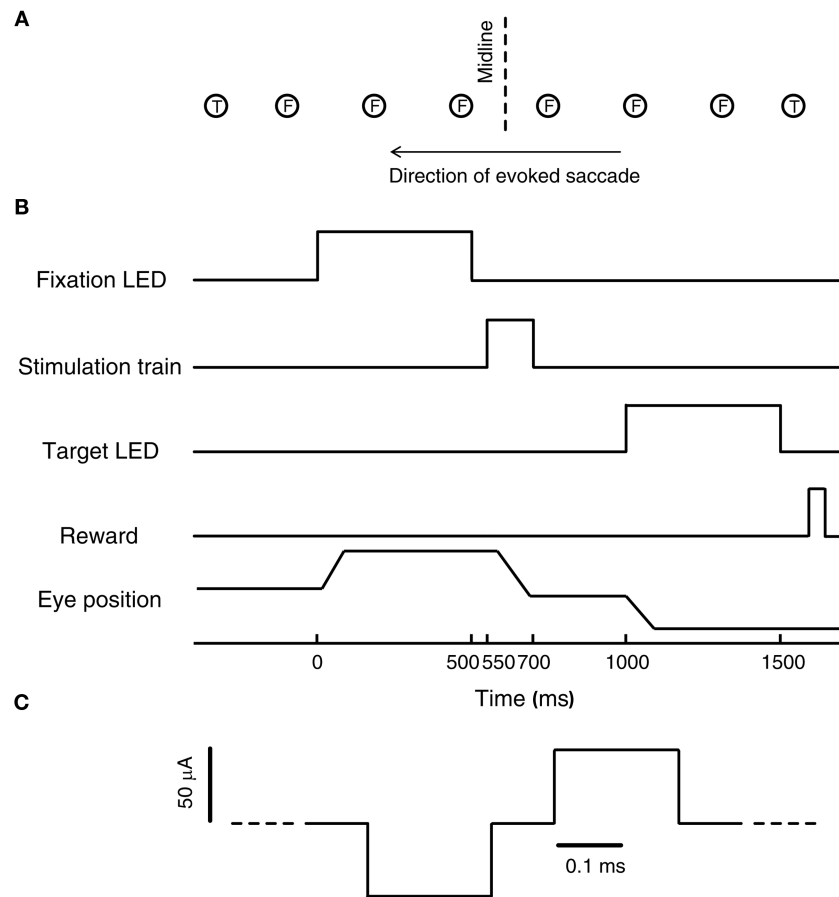 A
Midline
T F F F F F F T
Direction of evoked saccade
B
Fixation LED
Stimulation train
Target LED
Reward
Eye position
0 500 550 700 1000 1500
Time (ms)
C
50 μA
0.1 ms